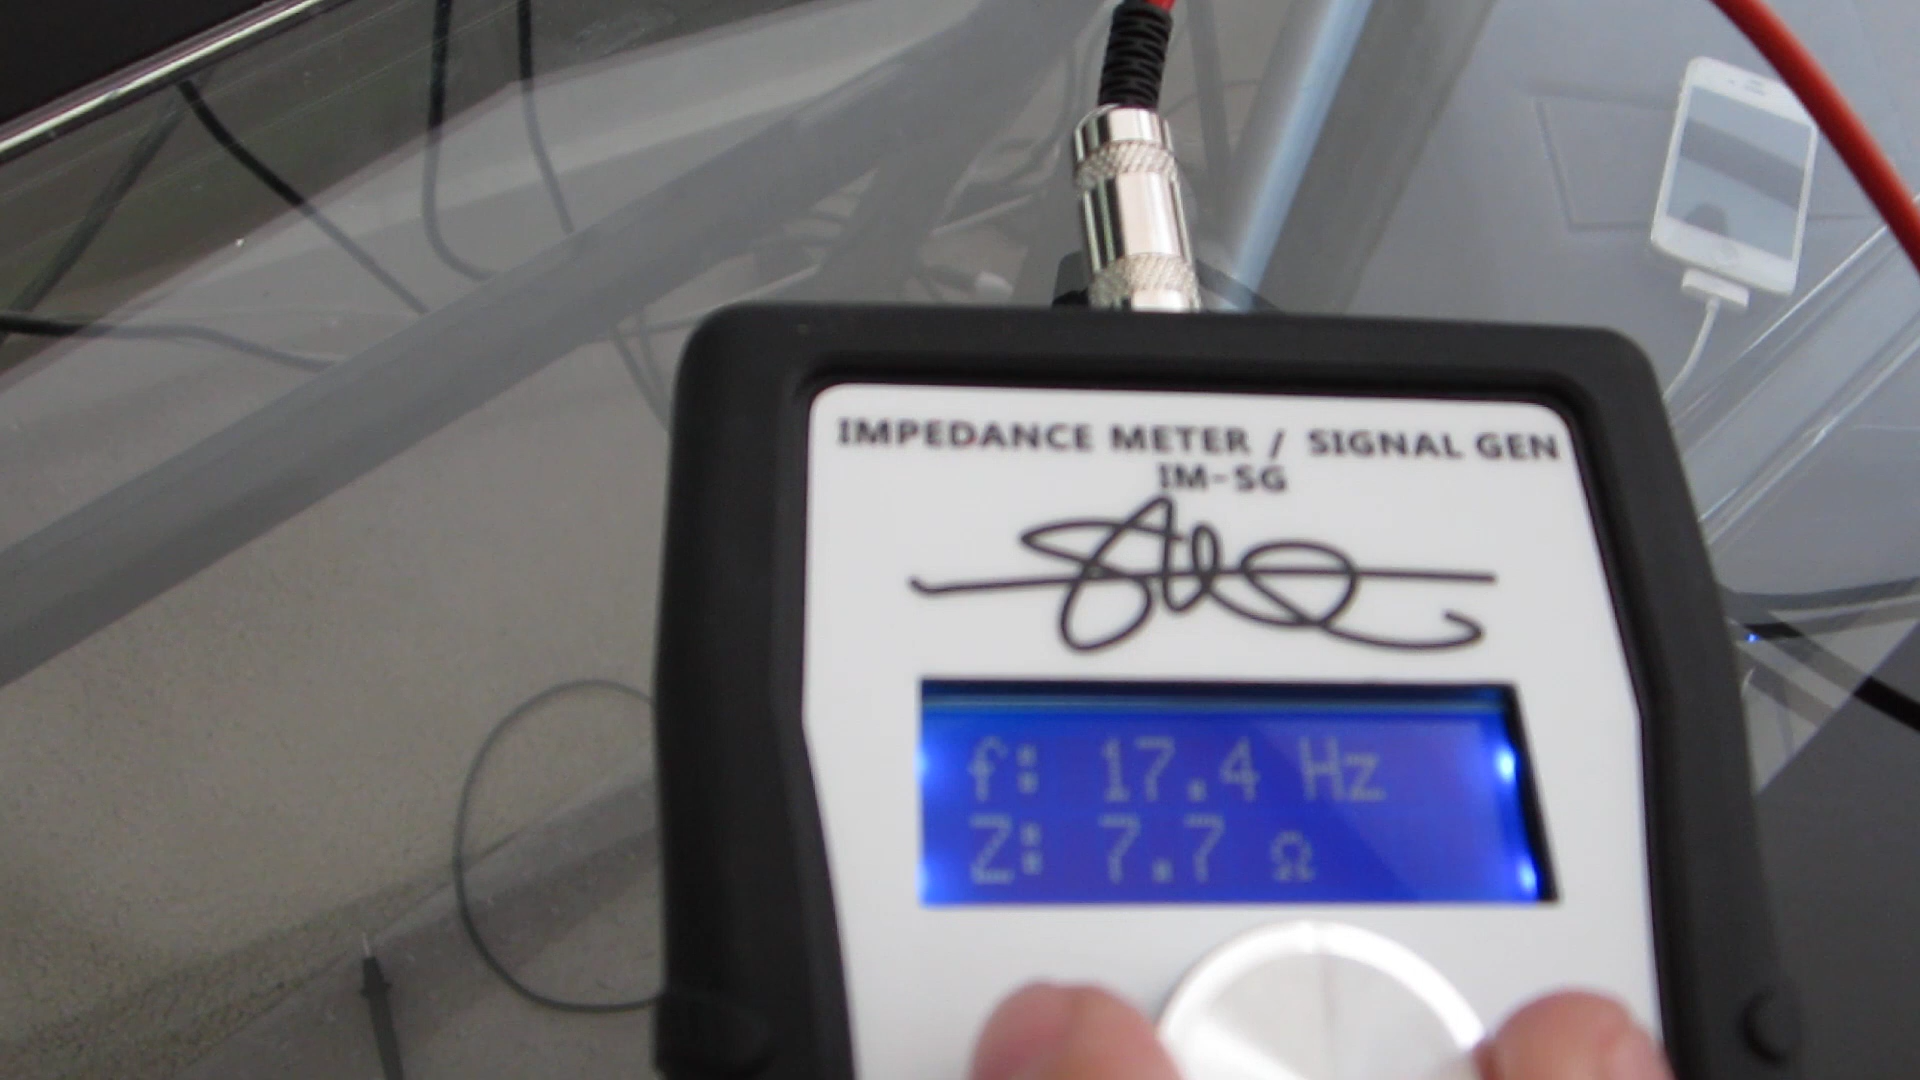 IMPEDANCE METER / SIGNAL GEN
IM-SG
f: 17.4 Hz
Z: 7.7 Ω